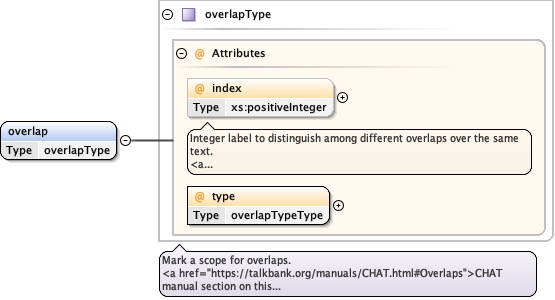 overlapType
@ Attributes
@ index
Type xs:positiveInteger
Integer label to distinguish among different overlaps over the same
text.
<a...
overlap
Type overlapType
@ type
Type overlapTypeType
Mark a scope for overlaps.
<a href="https://talkbank.org/manuals/CHAT.html#Overlaps">CHAT
manual section on this...